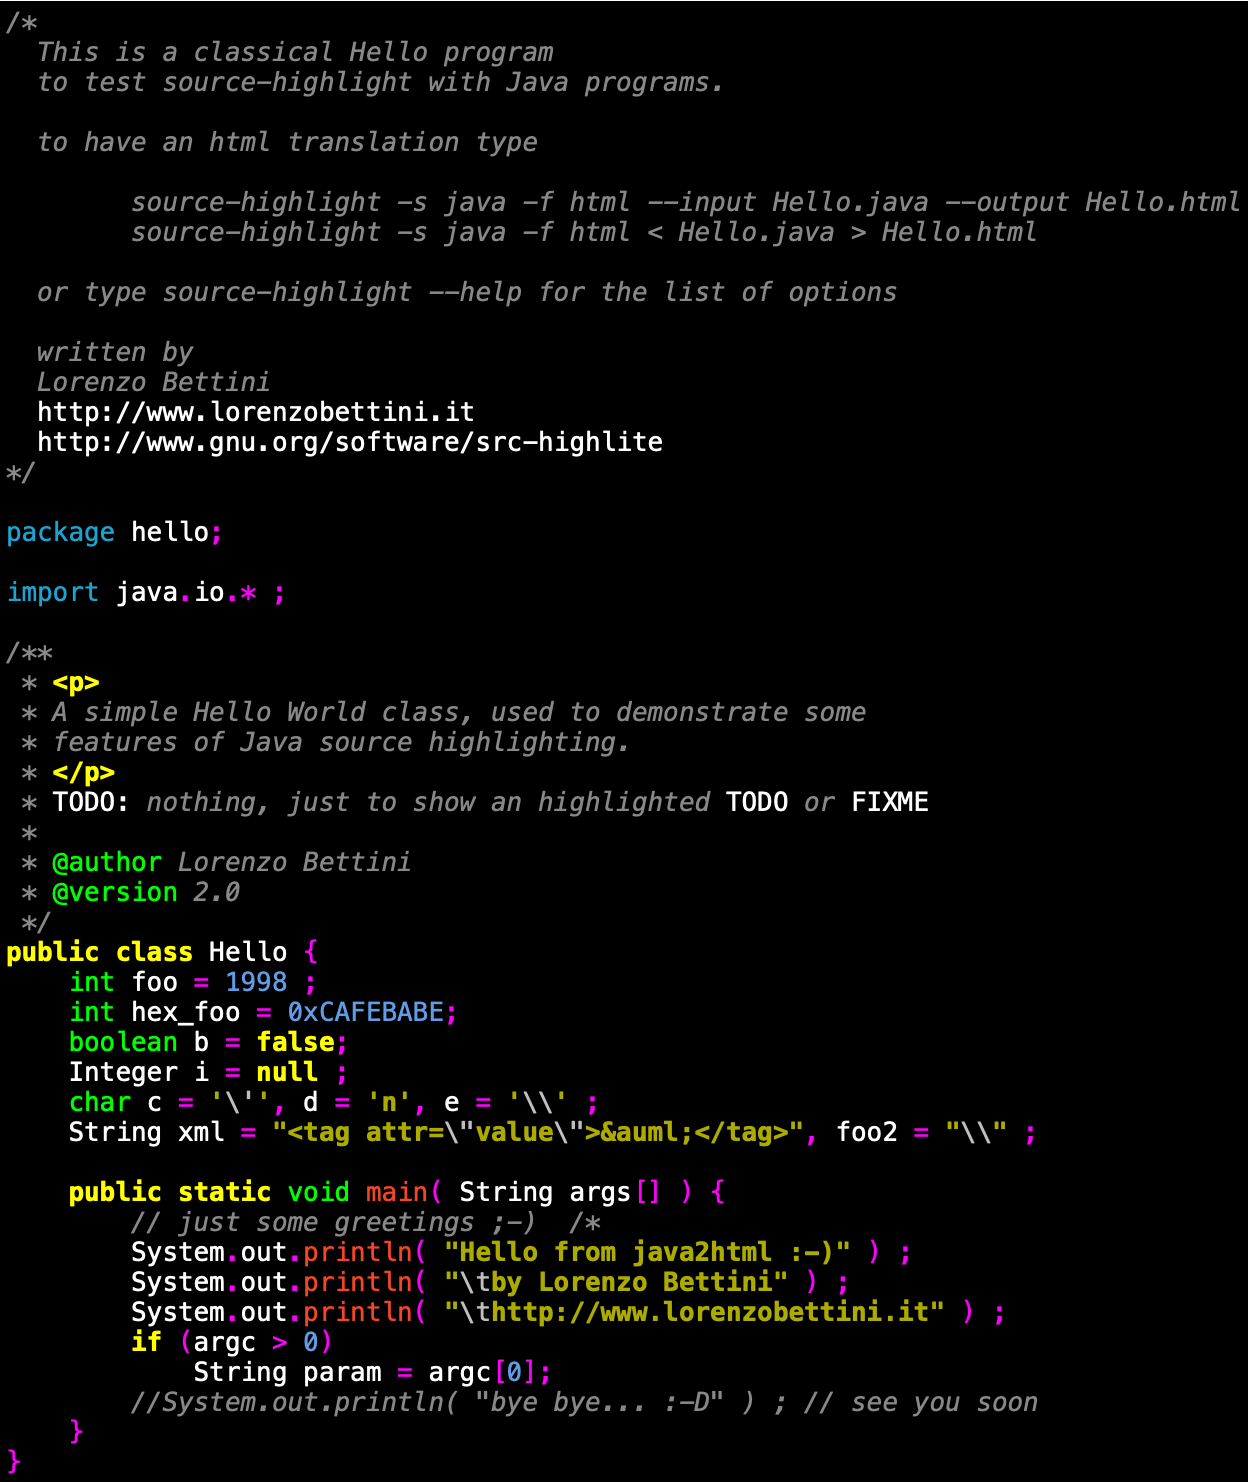 /*
  This is a classical Hello program
  to test source-highlight with Java programs.

  to have an html translation type

        source-highlight -s java -f html --input Hello.java --output Hello.html
        source-highlight -s java -f html < Hello.java > Hello.html

  or type source-highlight --help for the list of options

  written by
  Lorenzo Bettini
  http://www.lorenzobettini.it
  http://www.gnu.org/software/src-highlite
*/

package hello;

import java.io.* ;

/**
 * <p>
 * A simple Hello World class, used to demonstrate some
 * features of Java source highlighting.
 * </p>
 * TODO: nothing, just to show an highlighted TODO or FIXME
 *
 * @author Lorenzo Bettini
 * @version 2.0
 */
public class Hello {
    int foo = 1998 ;
    int hex_foo = 0xCAFEBABE;
    boolean b = false;
    Integer i = null ;
    char c = '\'', d = 'n', e = '\\' ;
    String xml = "<tag attr=\"value\">&auml;</tag>", foo2 = "\\" ;

    public static void main( String args[] ) {
        // just some greetings ;-)  /*
        System.out.println( "Hello from java2html :-)" ) ;
        System.out.println( "\tby Lorenzo Bettini" ) ;
        System.out.println( "\thttp://www.lorenzobettini.it" ) ;
        if (argc > 0)
            String param = argc[0];
        //System.out.println( "bye bye... :-D" ) ; // see you soon
    }
}